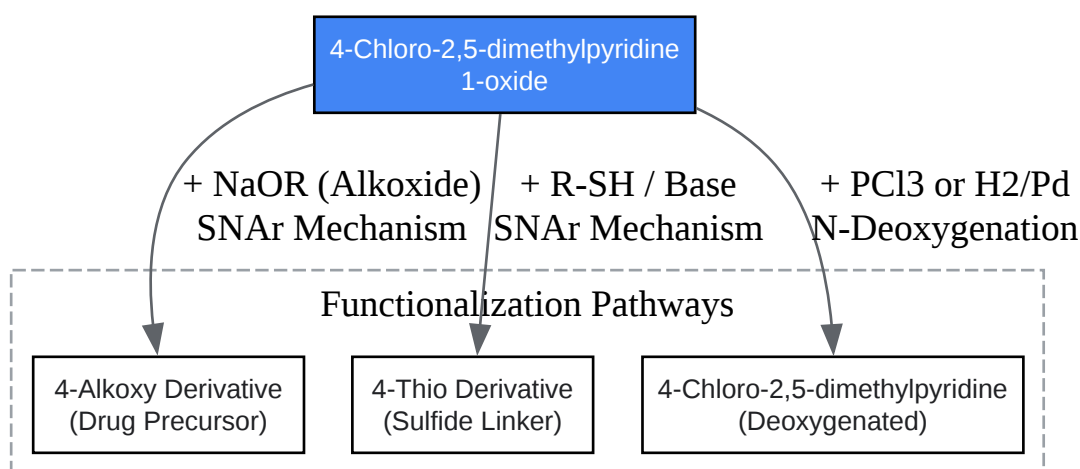 4-Chloro-2,5-dimethylpyridine
1-oxide
+ NaOR (Alkoxide)
SNAr Mechanism
+ R-SH / Base
SNAr Mechanism
+ PCl3 or H2/Pd
N-Deoxygenation
Functionalization Pathways
4-Alkoxy Derivative
(Drug Precursor)
4-Thio Derivative
(Sulfide Linker)
4-Chloro-2,5-dimethylpyridine
(Deoxygenated)